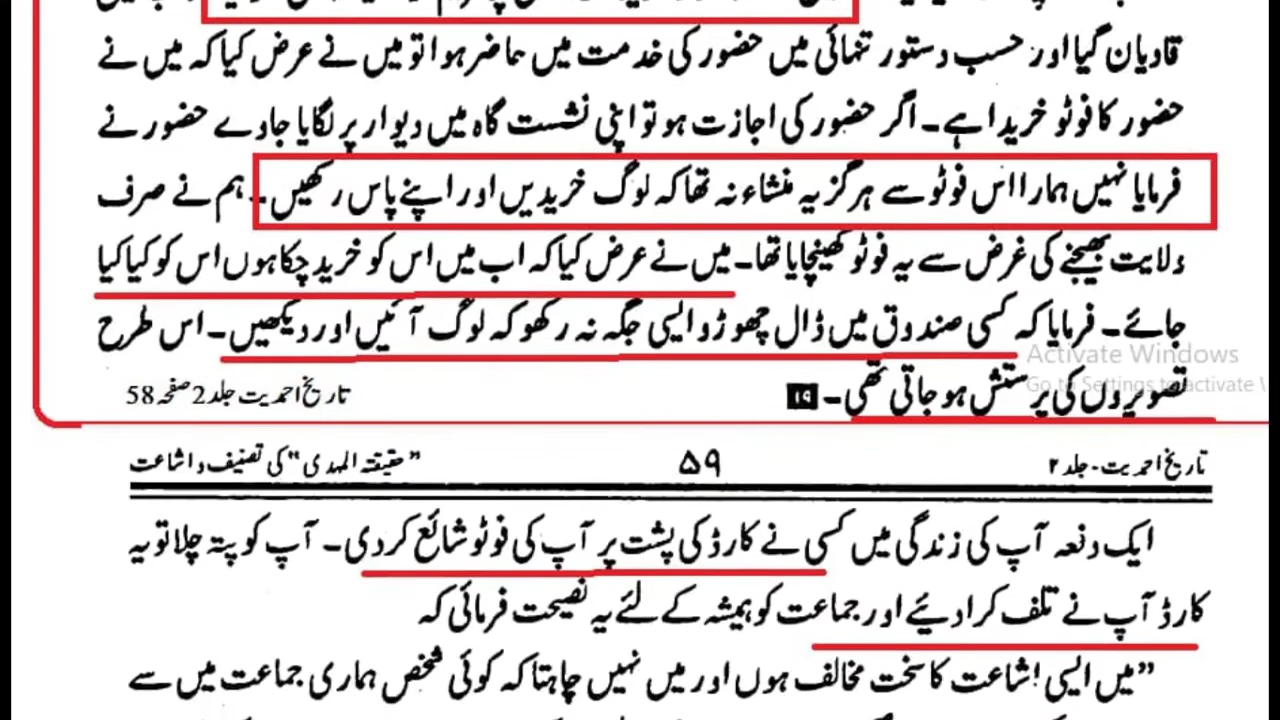 قادیان گیا اور حسب دستور تنہائی میں حضور کی خدمت میں حاضر ہوا تو میں نے عرض کیا کہ میں نے
حضور کا فوٹو خریدا ہے۔ اگر حضور کی اجازت ہو تو اپنی نشست گاہ میں دیوار پر لگایا جاوے حضور نے
فرمایا نہیں ہمارا اس فوٹو سے ہرگز یہ منشاء نہ تھا کہ لوگ خریدیں اور اپنے پاس رکھیں۔ ہم نے صرف
ولایت بھیجنے کی غرض سے یہ فوٹو کھینچایا تھا۔ میں نے عرض کیا کہ اب میں اس کو خرید چکا ہوں اس کو کیا کیا
جائے۔ فرمایا کہ کسی صندوق میں ڈال چھوڑو ایسی جگہ نہ رکھو کہ لوگ آئیں اور دیکھیں۔ اس طرح
Activate Windows
تصویروں کی پرستش ہو جاتی تھی۔ ۱۹
Go to Settings to activate
تاریخ احمدیت جلد 2 صفحہ 58
تاریخ احمدیت۔ جلد ۲ ۵۹ "حقیقتہ المہدی" کی تصنیف و اشاعت
ایک دفعہ آپ کی زندگی میں کسی نے کارڈ کی پشت پر آپ کی فوٹو شائع کر دی۔ آپ کو پتہ چلا تو یہ
کارڈ آپ نے تلف کرا دئیے اور جماعت کو ہمیشہ کے لئے یہ نصیحت فرمائی کہ
"میں ایسی اشاعت کا سخت مخالف ہوں اور میں نہیں چاہتا کہ کوئی شخص ہماری جماعت میں سے